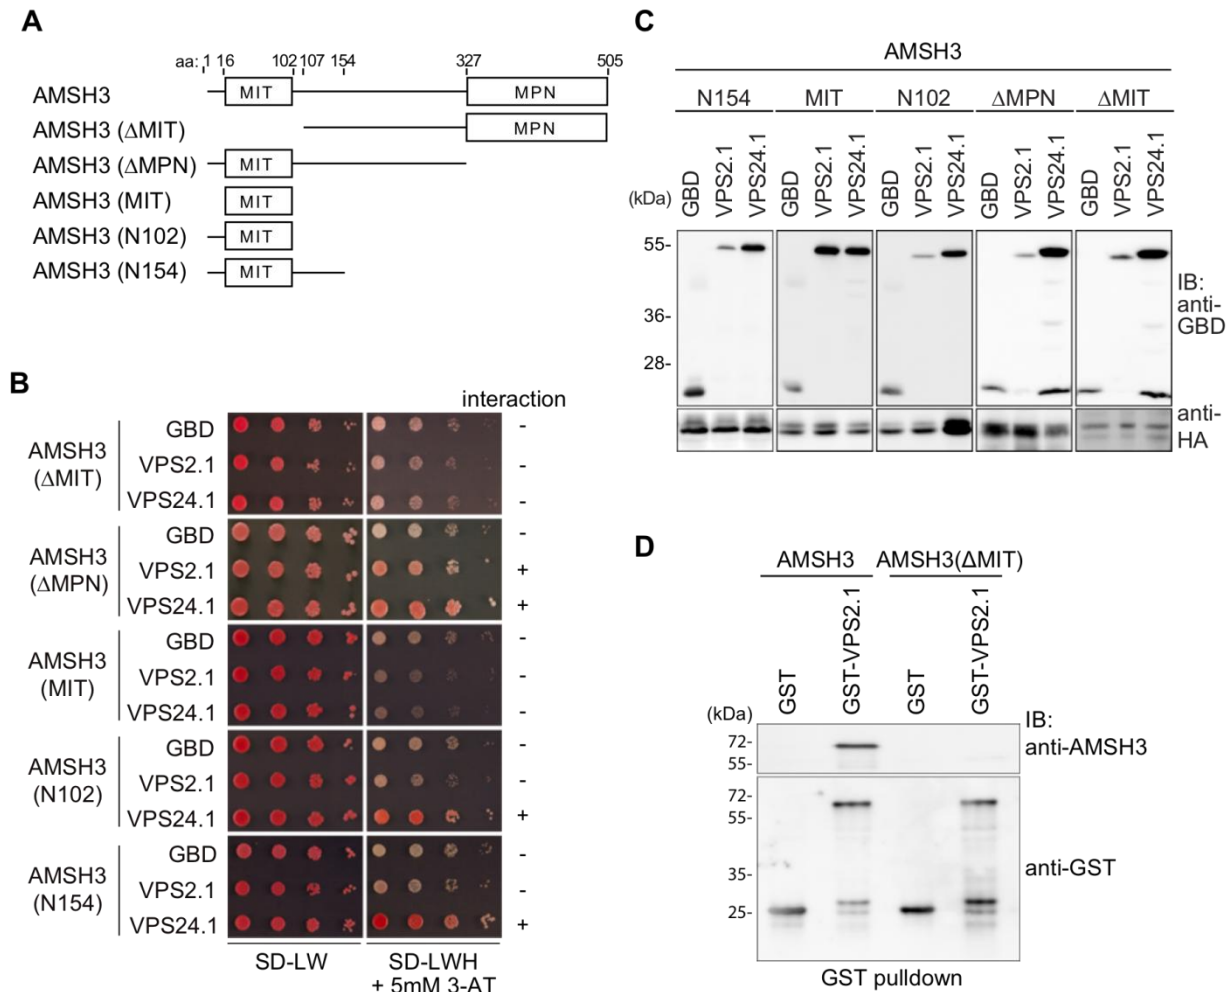 A
aa: 1 16 102 107 154 327 505
AMSH3 MIT MPN
AMSH3 (ΔMIT) MPN
AMSH3 (ΔMPN) MIT
AMSH3 (MIT) MIT
AMSH3 (N102) MIT
AMSH3 (N154) MIT
B
interaction
AMSH3
(ΔMIT)
GBD -
VPS2.1 -
VPS24.1 -
AMSH3
(ΔMPN)
GBD -
VPS2.1 +
VPS24.1 +
AMSH3
(MIT)
GBD -
VPS2.1 -
VPS24.1 -
AMSH3
(N102)
GBD -
VPS2.1 -
VPS24.1 +
AMSH3
(N154)
GBD -
VPS2.1 -
VPS24.1 +
SD-LW
SD-LWH
+ 5mM 3-AT
C
AMSH3
N154 MIT N102 ΔMPN ΔMIT
(kDa) GBD VPS2.1 VPS24.1 GBD VPS2.1 VPS24.1 GBD VPS2.1 VPS24.1 GBD VPS2.1 VPS24.1 GBD VPS2.1 VPS24.1
55-
36-
28-
IB:
anti-
GBD
anti-
HA
D
AMSH3 AMSH3(ΔMIT)
(kDa) GST GST-VPS2.1 GST GST-VPS2.1
IB:
anti-AMSH3
72-
55-
72-
55-
35-
25-
anti-GST
GST pulldown